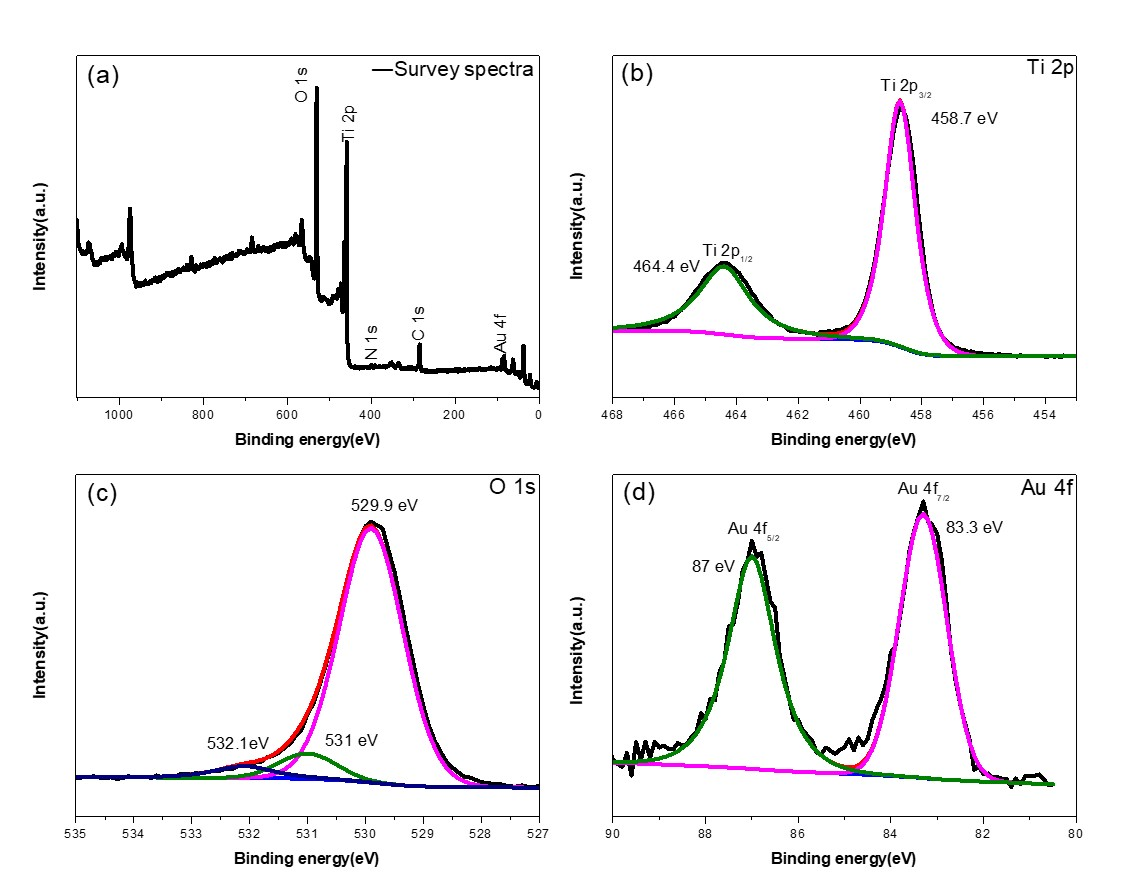 (a)
—Survey spectra
O 1s
Ti 2p
N 1s
C 1s
Au 4f
Intensity(a.u.)
1000 800 600 400 200 0
Binding energy(eV)
(b)
Ti 2p
Ti 2p3/2
458.7 eV
Ti 2p1/2
464.4 eV
Intensity(a.u.)
468 466 464 462 460 458 456 454
Binding energy(eV)
(c)
O 1s
529.9 eV
532.1eV
531 eV
Intensity(a.u.)
535 534 533 532 531 530 529 528 527
Binding energy(eV)
(d)
Au 4f
Au 4f7/2
83.3 eV
Au 4f5/2
87 eV
Intensity(a.u.)
90 88 86 84 82 80
Binding energy(eV)